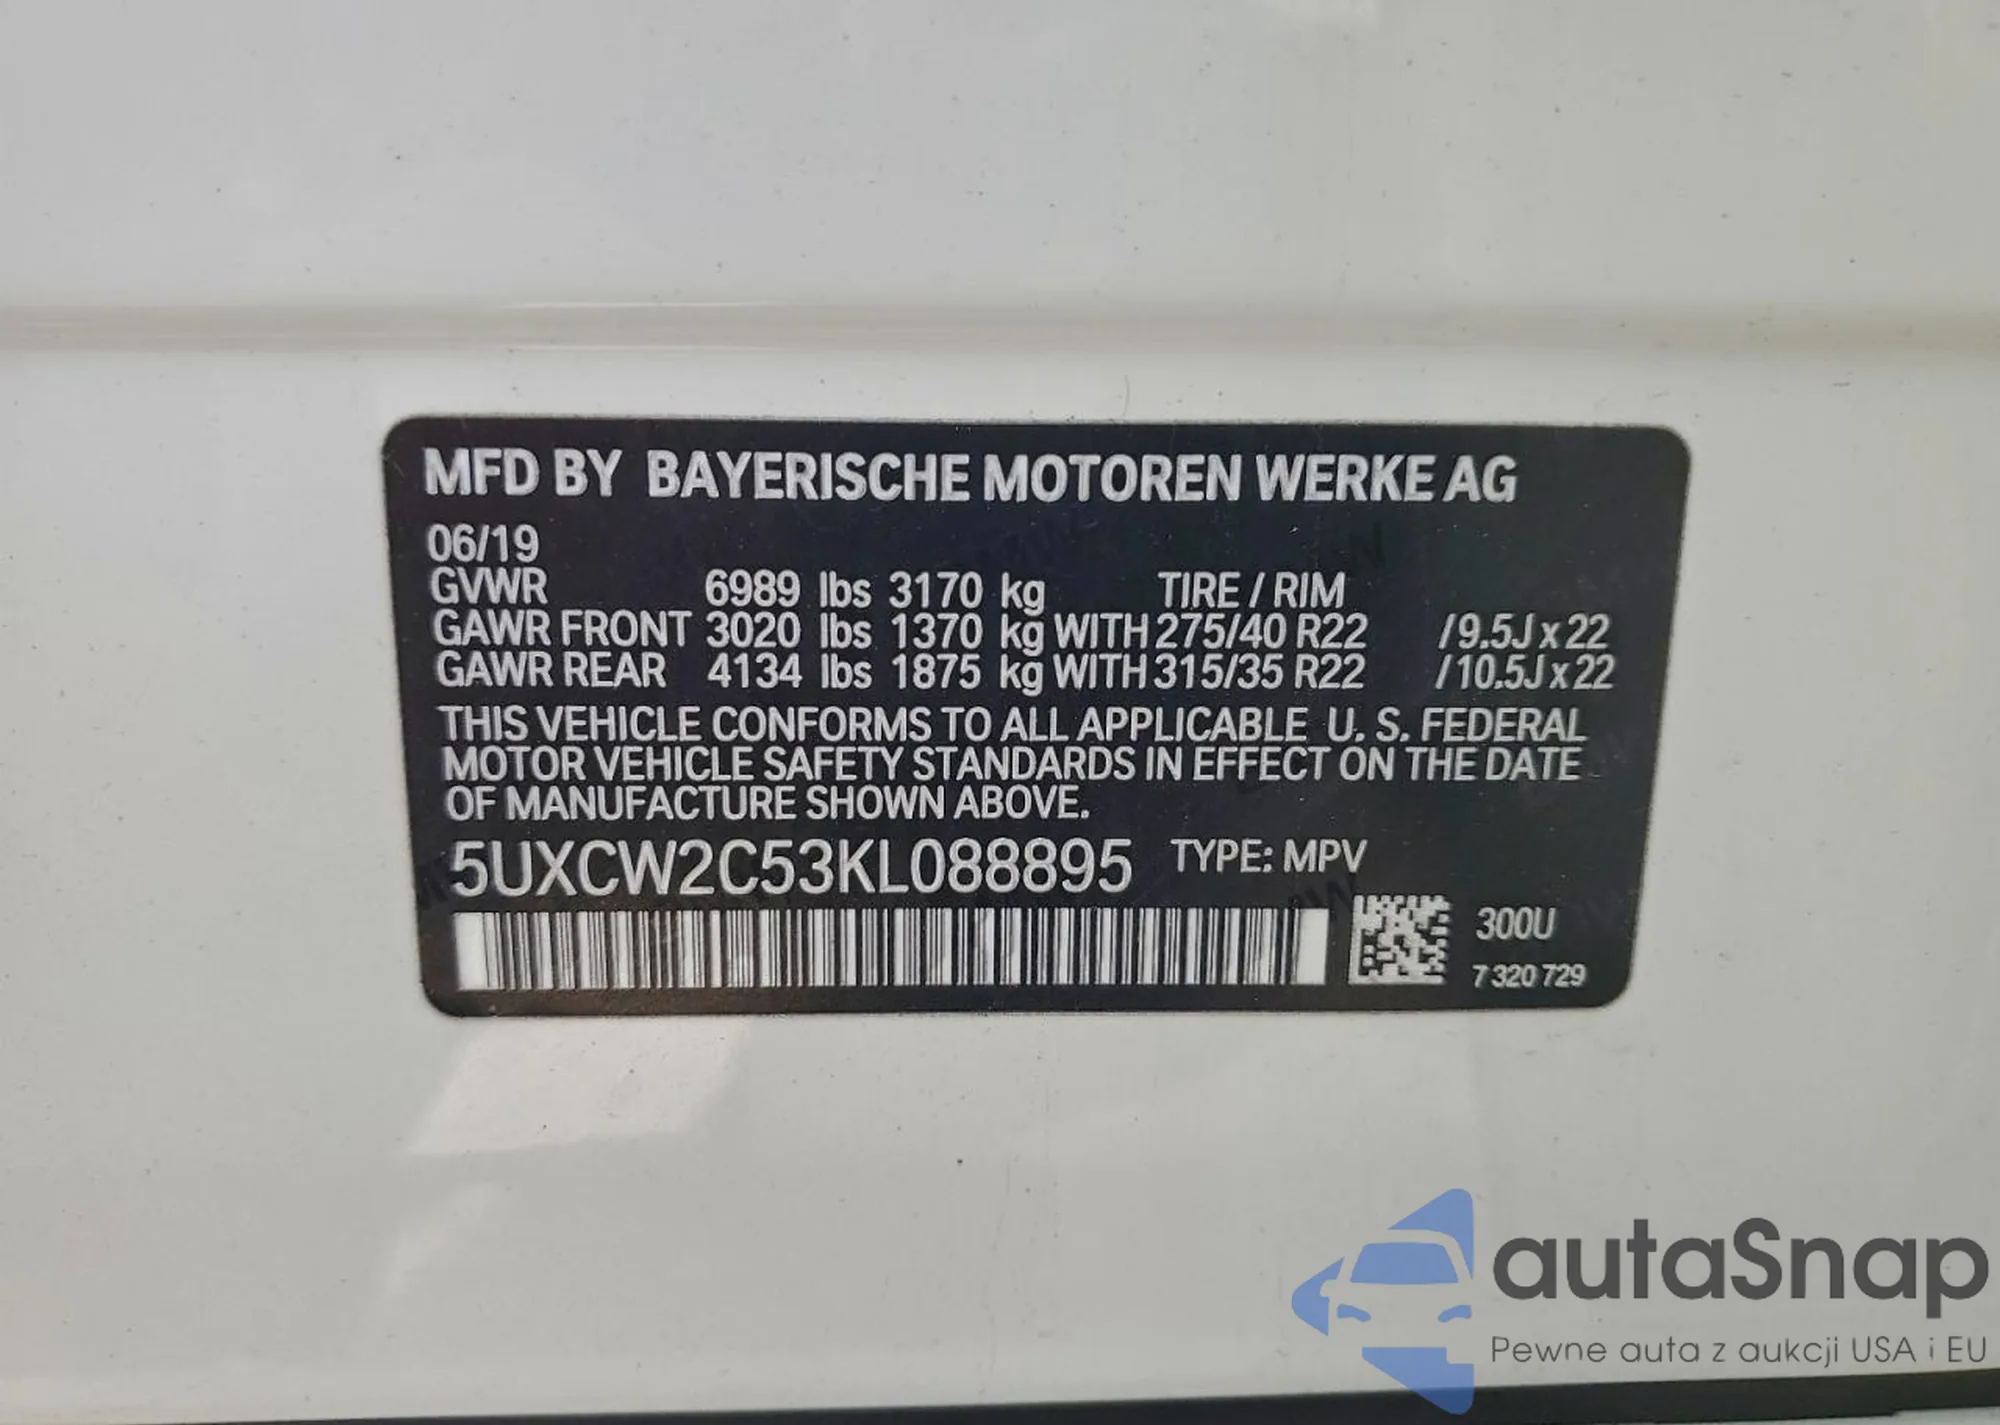 MFD BY BAYERISCHE MOTOREN WERKE AG
06/19
GVWR 6989 lbs 3170 kg TIRE / RIM
GAWR FRONT 3020 lbs 1370 kg WITH 275/40 R22 /9.5J x 22
GAWR REAR 4134 lbs 1875 kg WITH 315/35 R22 /10.5J x 22
THIS VEHICLE CONFORMS TO ALL APPLICABLE U. S. FEDERAL
MOTOR VEHICLE SAFETY STANDARDS IN EFFECT ON THE DATE
OF MANUFACTURE SHOWN ABOVE.
5UXCW2C53KL088895 TYPE: MPV
300U
7 320 729
autaSnap
Pewne auta z aukcji USA i EU